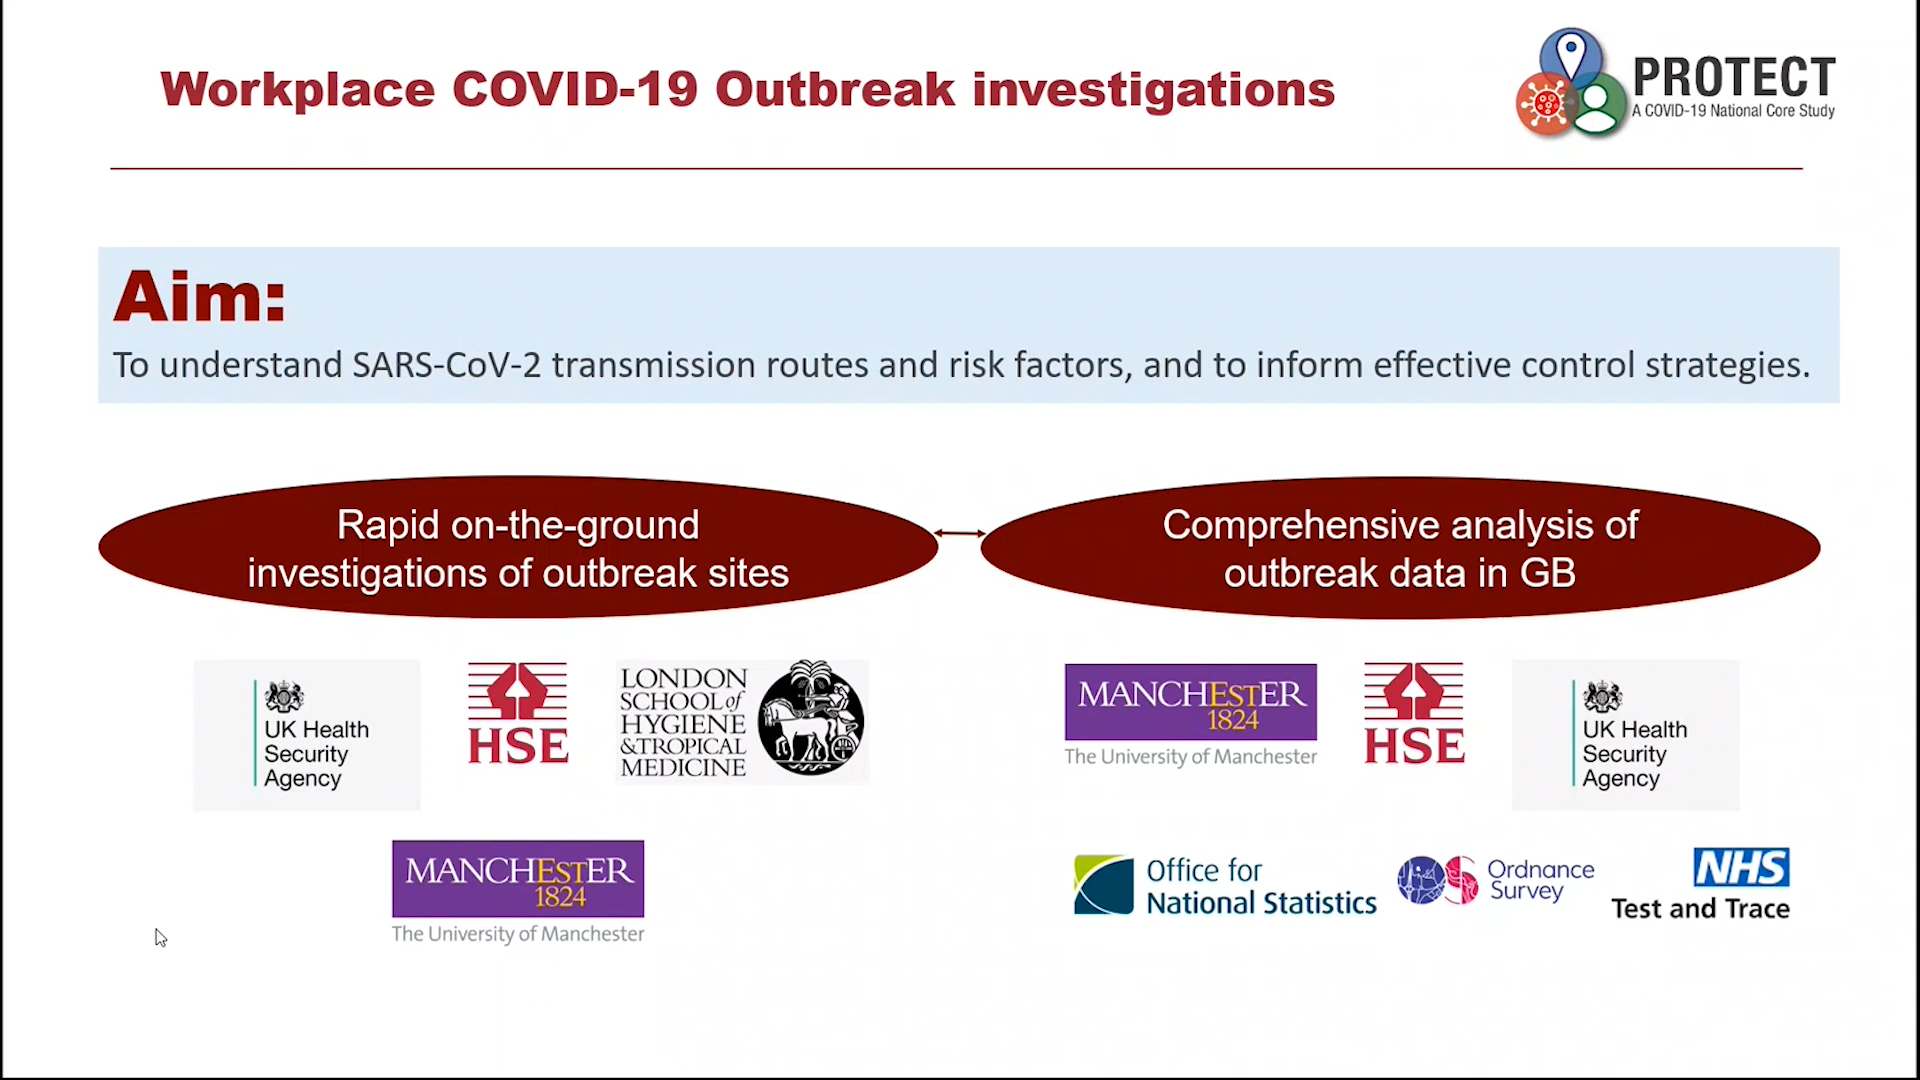 Workplace COVID-19 Outbreak investigations
PROTECT
A COVID-19 National Core Study
Aim:
To understand SARS-CoV-2 transmission routes and risk factors, and to inform effective control strategies.
Rapid on-the-ground
investigations of outbreak sites
Comprehensive analysis of
outbreak data in GB
UK Health
Security
Agency
HSE
LONDON
SCHOOL of
HYGIENE
&TROPICAL
MEDICINE
MANCHESTER
1824
The University of Manchester
MANCHESTER
1824
The University of Manchester
HSE
UK Health
Security
Agency
Office for
National Statistics
OS
Ordnance
Survey
NHS
Test and Trace